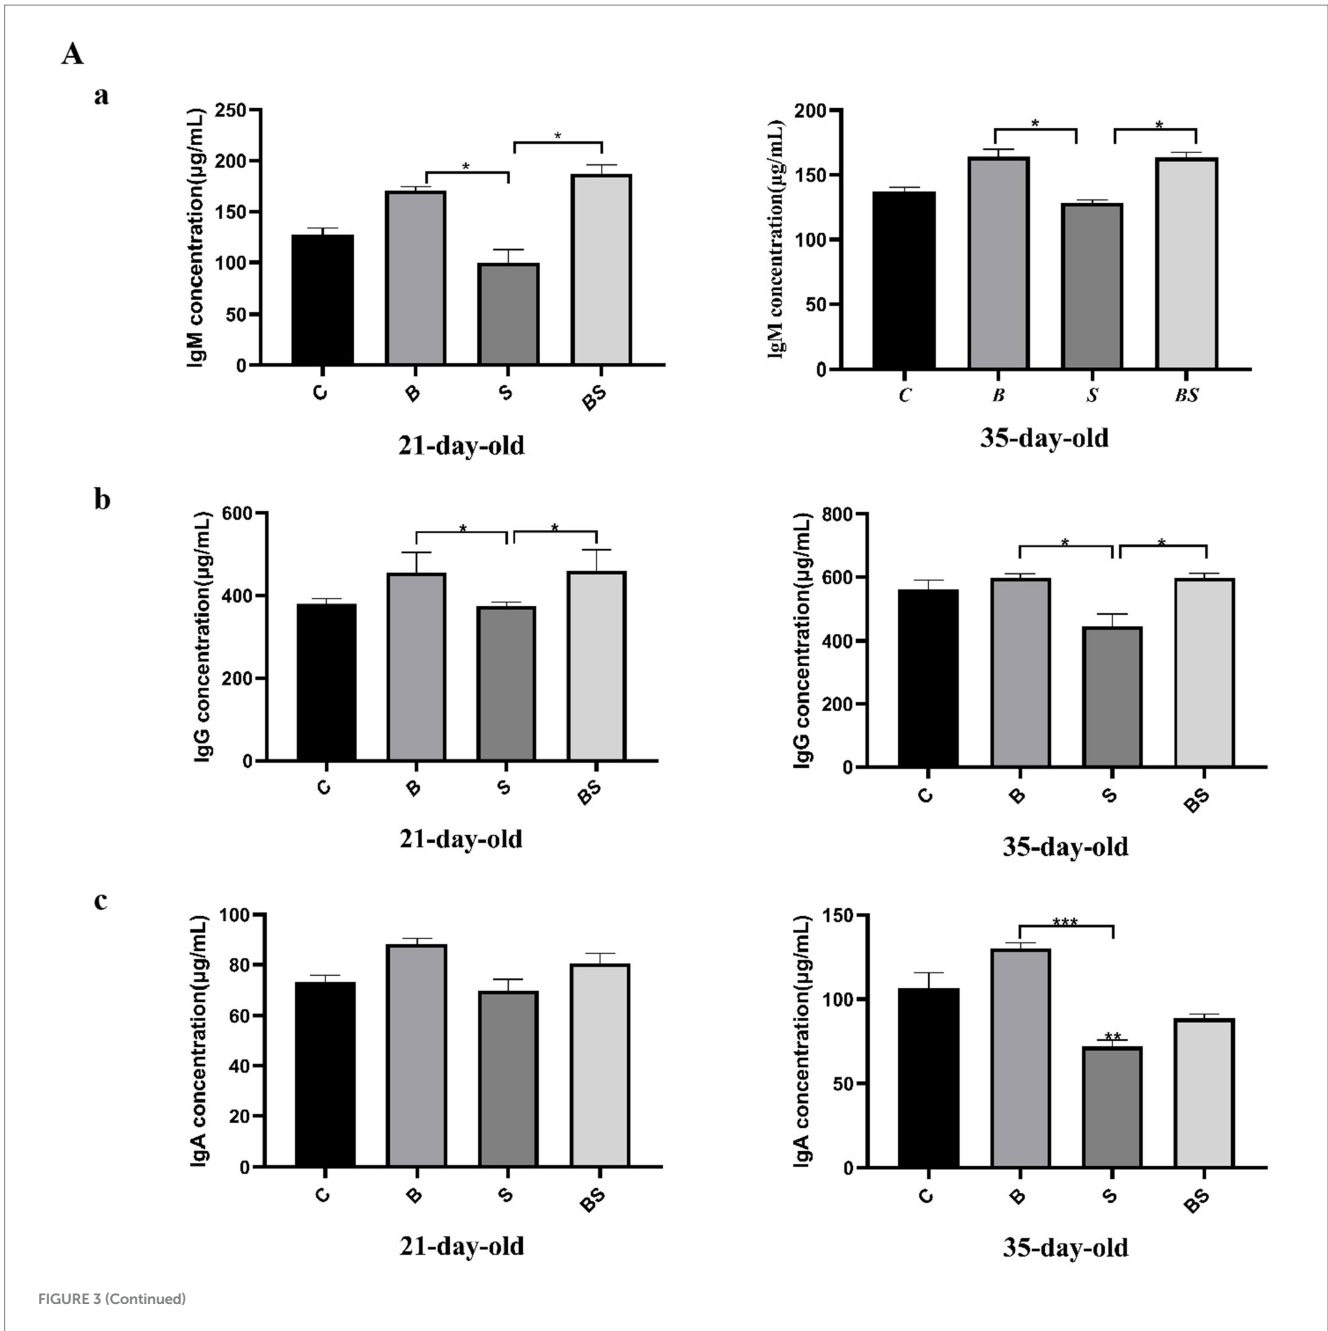 A
a
IgM concentration(µg/mL)
250
200
150
100
50
0
*
*
C
B
S
BS
21-day-old
IgM concentration(µg/mL)
200
150
100
50
0
*
*
C
B
S
BS
35-day-old
b
IgG concentration(µg/mL)
600
400
200
0
*
*
C
B
S
BS
21-day-old
IgG concentration(µg/mL)
800
600
400
200
0
*
*
C
B
S
BS
35-day-old
c
IgA concentration(µg/mL)
100
80
60
40
20
0
C
B
S
BS
21-day-old
IgA concentration(µg/mL)
150
100
50
0
***
**
C
B
S
BS
35-day-old
FIGURE 3 (Continued)